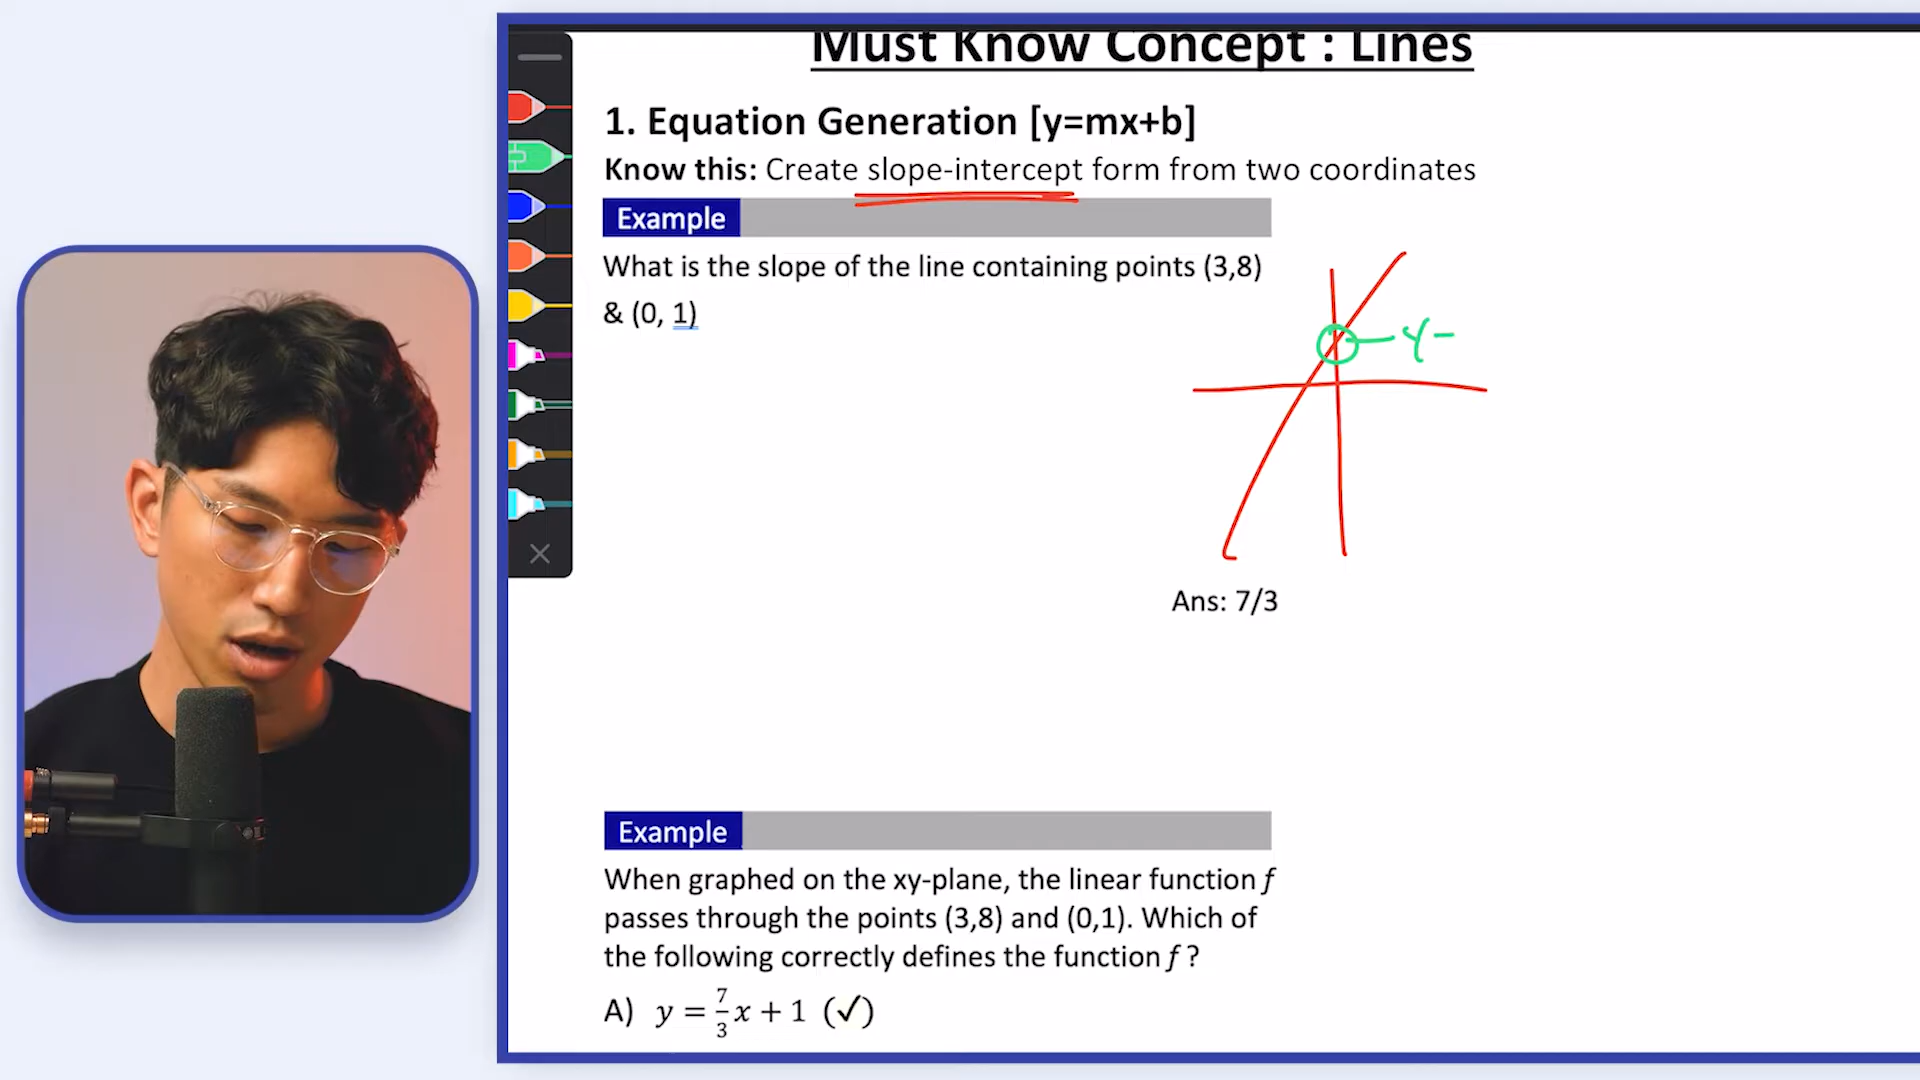 Must Know Concept : Lines
1. Equation Generation [y=mx+b]
Know this: Create slope-intercept form from two coordinates
Example
What is the slope of the line containing points (3,8)
& (0, 1)
y-
Ans: 7/3
Example
When graphed on the xy-plane, the linear function f
passes through the points (3,8) and (0,1). Which of
the following correctly defines the function f ?
A) y = 7/3 x + 1 (✓)